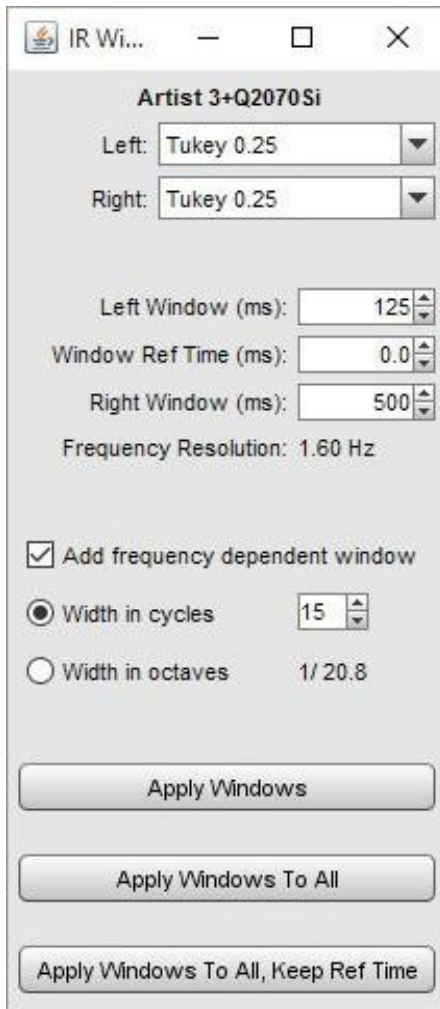 IR Wi...
Artist 3+Q2070Si
Left: Tukey 0.25
Right: Tukey 0.25
Left Window (ms): 125
Window Ref Time (ms): 0.0
Right Window (ms): 500
Frequency Resolution: 1.60 Hz
Add frequency dependent window
Width in cycles 15
Width in octaves 1/ 20.8
Apply Windows
Apply Windows To All
Apply Windows To All, Keep Ref Time